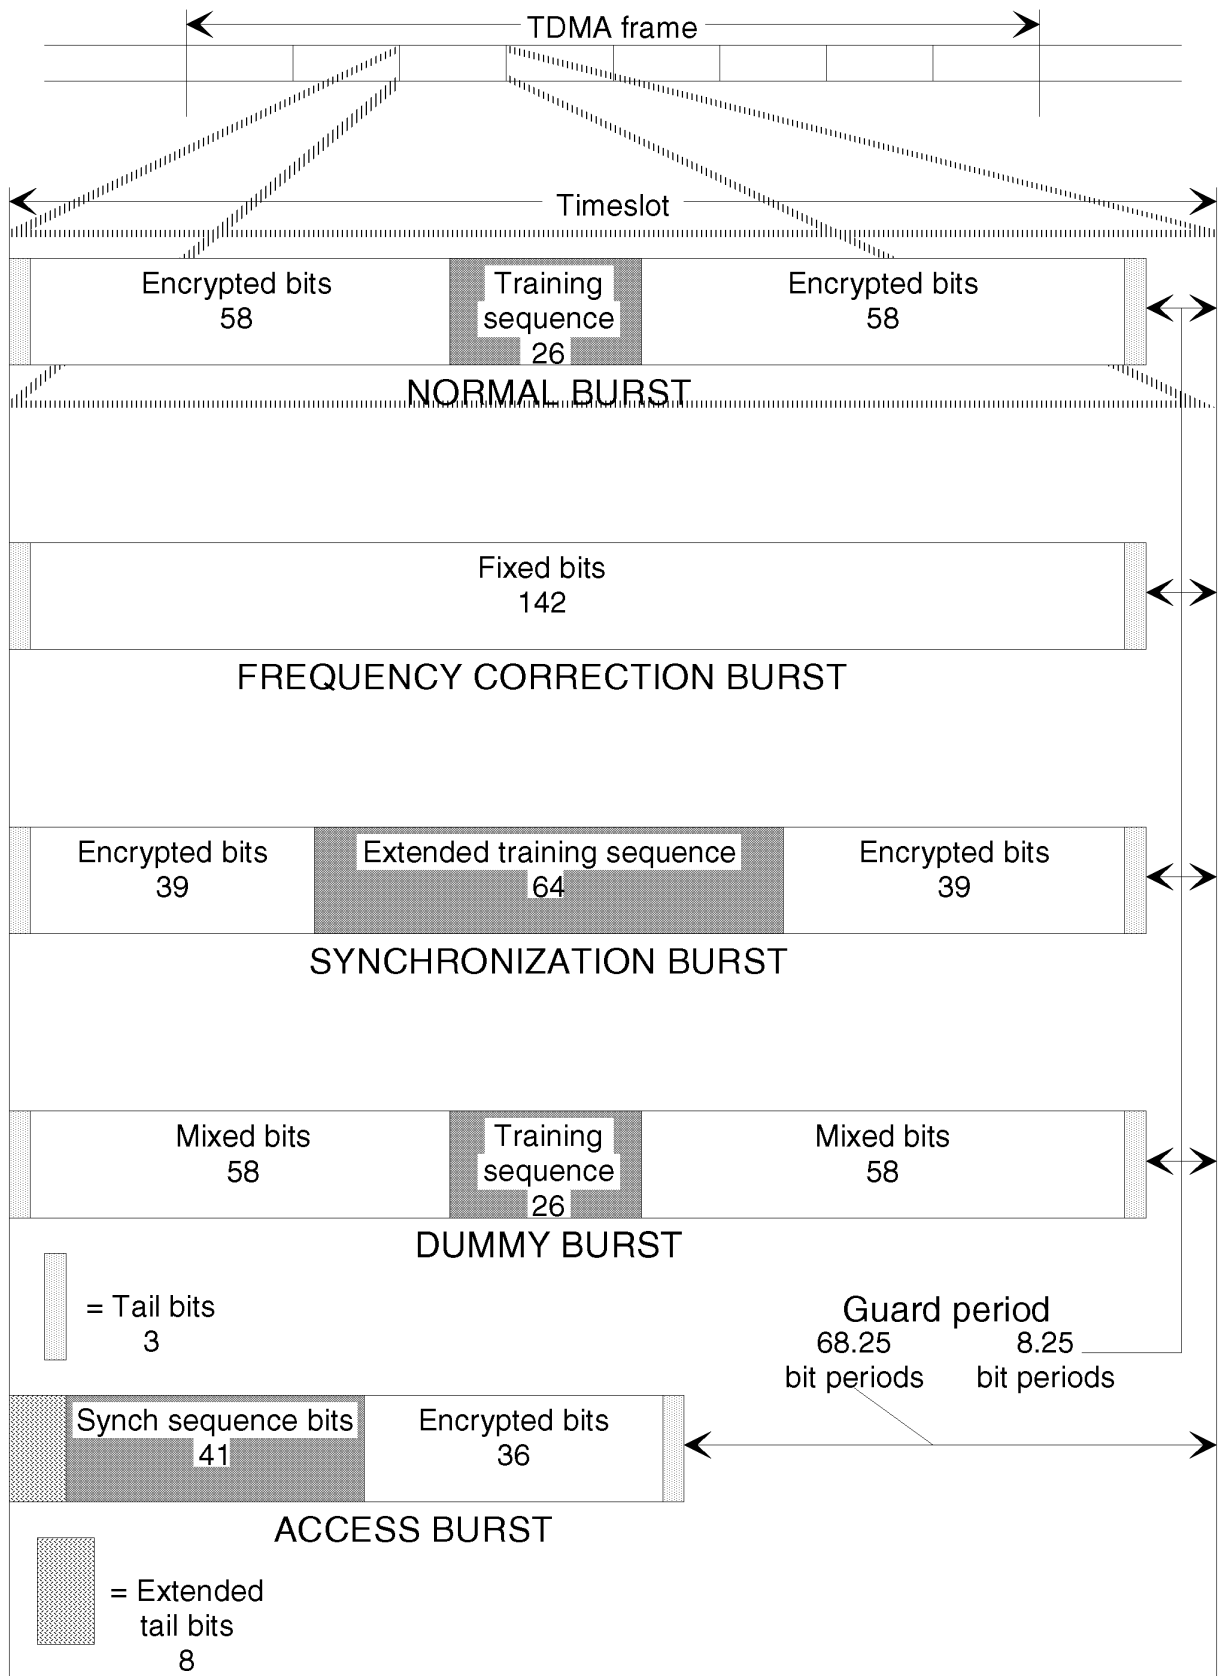 TDMA frame
Timeslot
Encrypted bits
58
Training
sequence
26
Encrypted bits
58
NORMAL BURST
Fixed bits
142
FREQUENCY CORRECTION BURST
Encrypted bits
39
Extended training sequence
64
Encrypted bits
39
SYNCHRONIZATION BURST
Mixed bits
58
Training
sequence
26
Mixed bits
58
DUMMY BURST
= Tail bits
3
Guard period
68.25
bit periods
8.25
bit periods
Synch sequence bits
41
Encrypted bits
36
ACCESS BURST
= Extended
tail bits
8